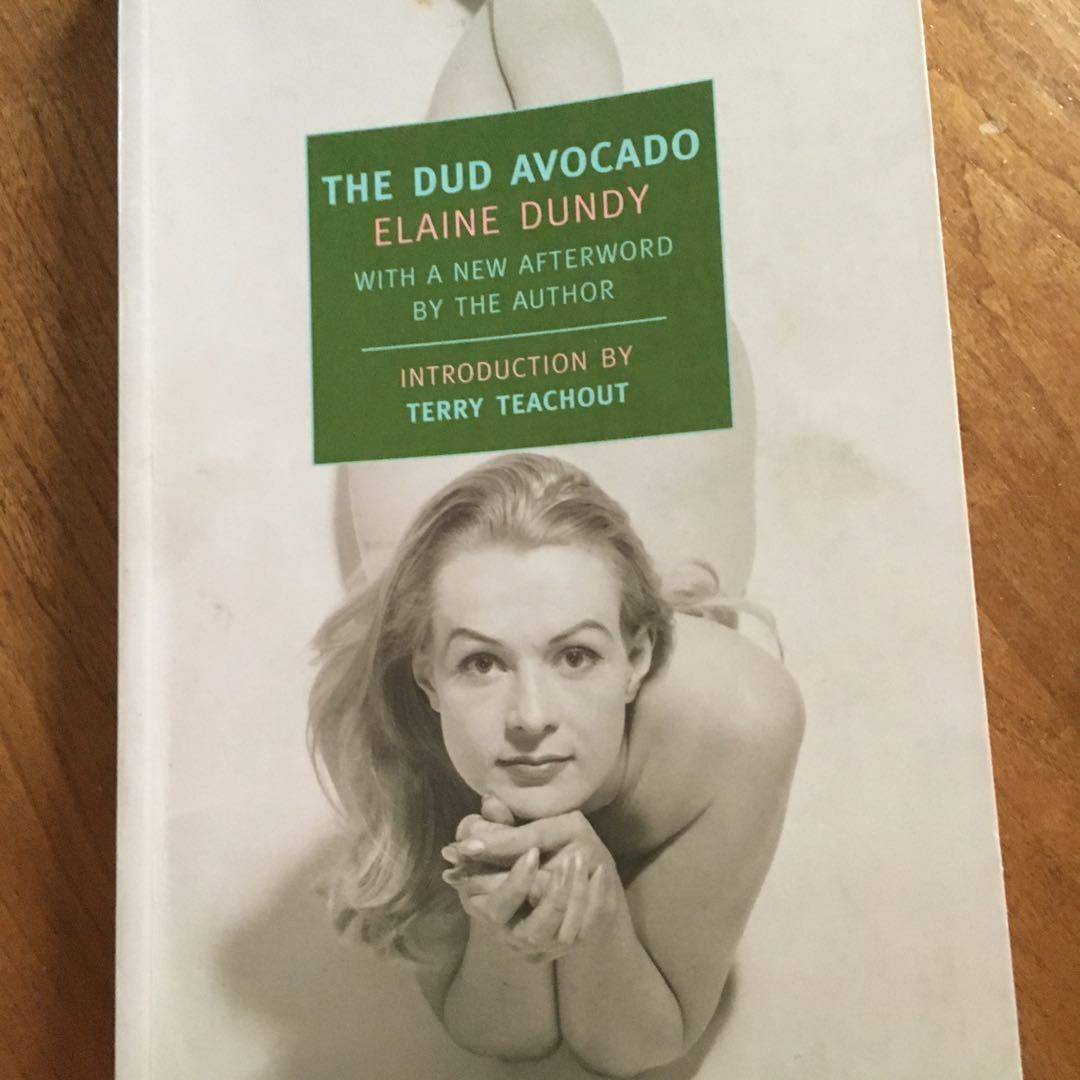 THE DUD AVOCADO
ELAINE DUNDY
WITH A NEW AFTERWORD
BY THE AUTHOR
INTRODUCTION BY
TERRY TEACHOUT